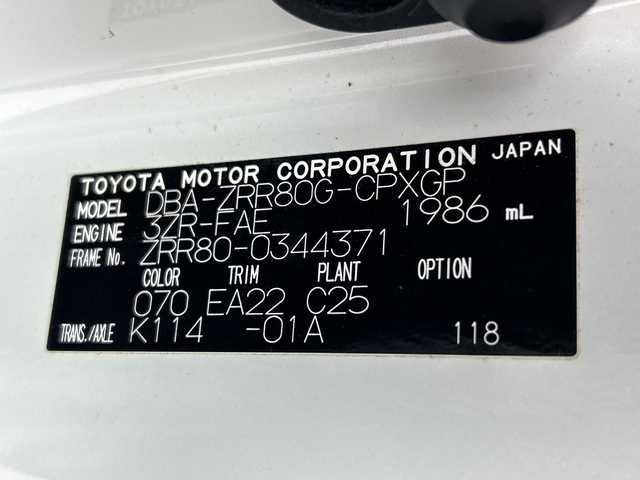 TOYOTA MOTOR CORPORATION JAPAN
MODEL DBA-ZRR80G-CPXGP
ENGINE 3ZR-FAE 1986 mL
FRAME No. ZRR80-0344371
COLOR TRIM PLANT OPTION
070 EA22 C25
TRANS./AXLE K114 -01A 118